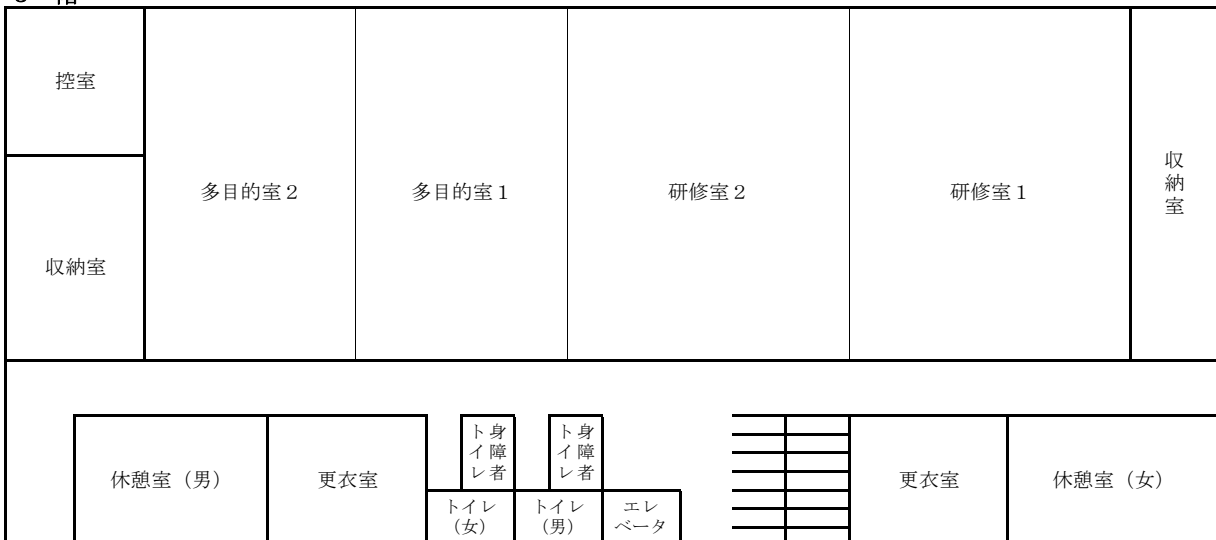 控室
収納室
多目的室２
多目的室１
研修室２
研修室１
収納室
休憩室（男）
更衣室
身障者
トイレ
身障者
トイレ
トイレ
（女）
トイレ
（男）
エレ
ベータ
更衣室
休憩室（女）